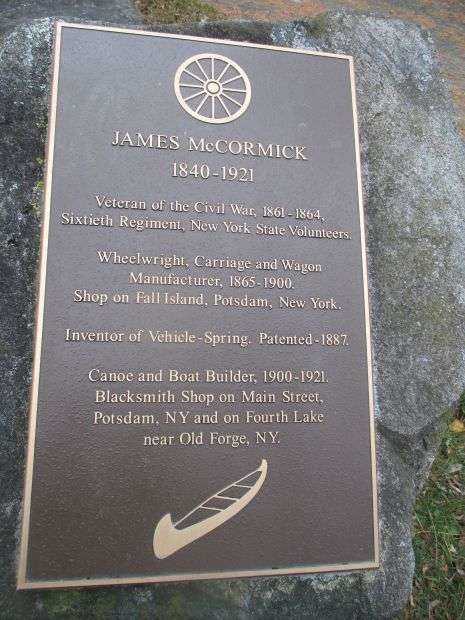 JAMES McCORMICK
1840-1921
Veteran of the Civil War, 1861-1864,
Sixtieth Regiment, New York State Volunteers.
Wheelwright, Carriage and Wagon
Manufacturer, 1865-1900.
Shop on Fall Island, Potsdam, New York.
Inventor of Vehicle-Spring. Patented-1887.
Canoe and Boat Builder, 1900-1921.
Blacksmith Shop on Main Street,
Potsdam, NY and on Fourth Lake
near Old Forge, NY.